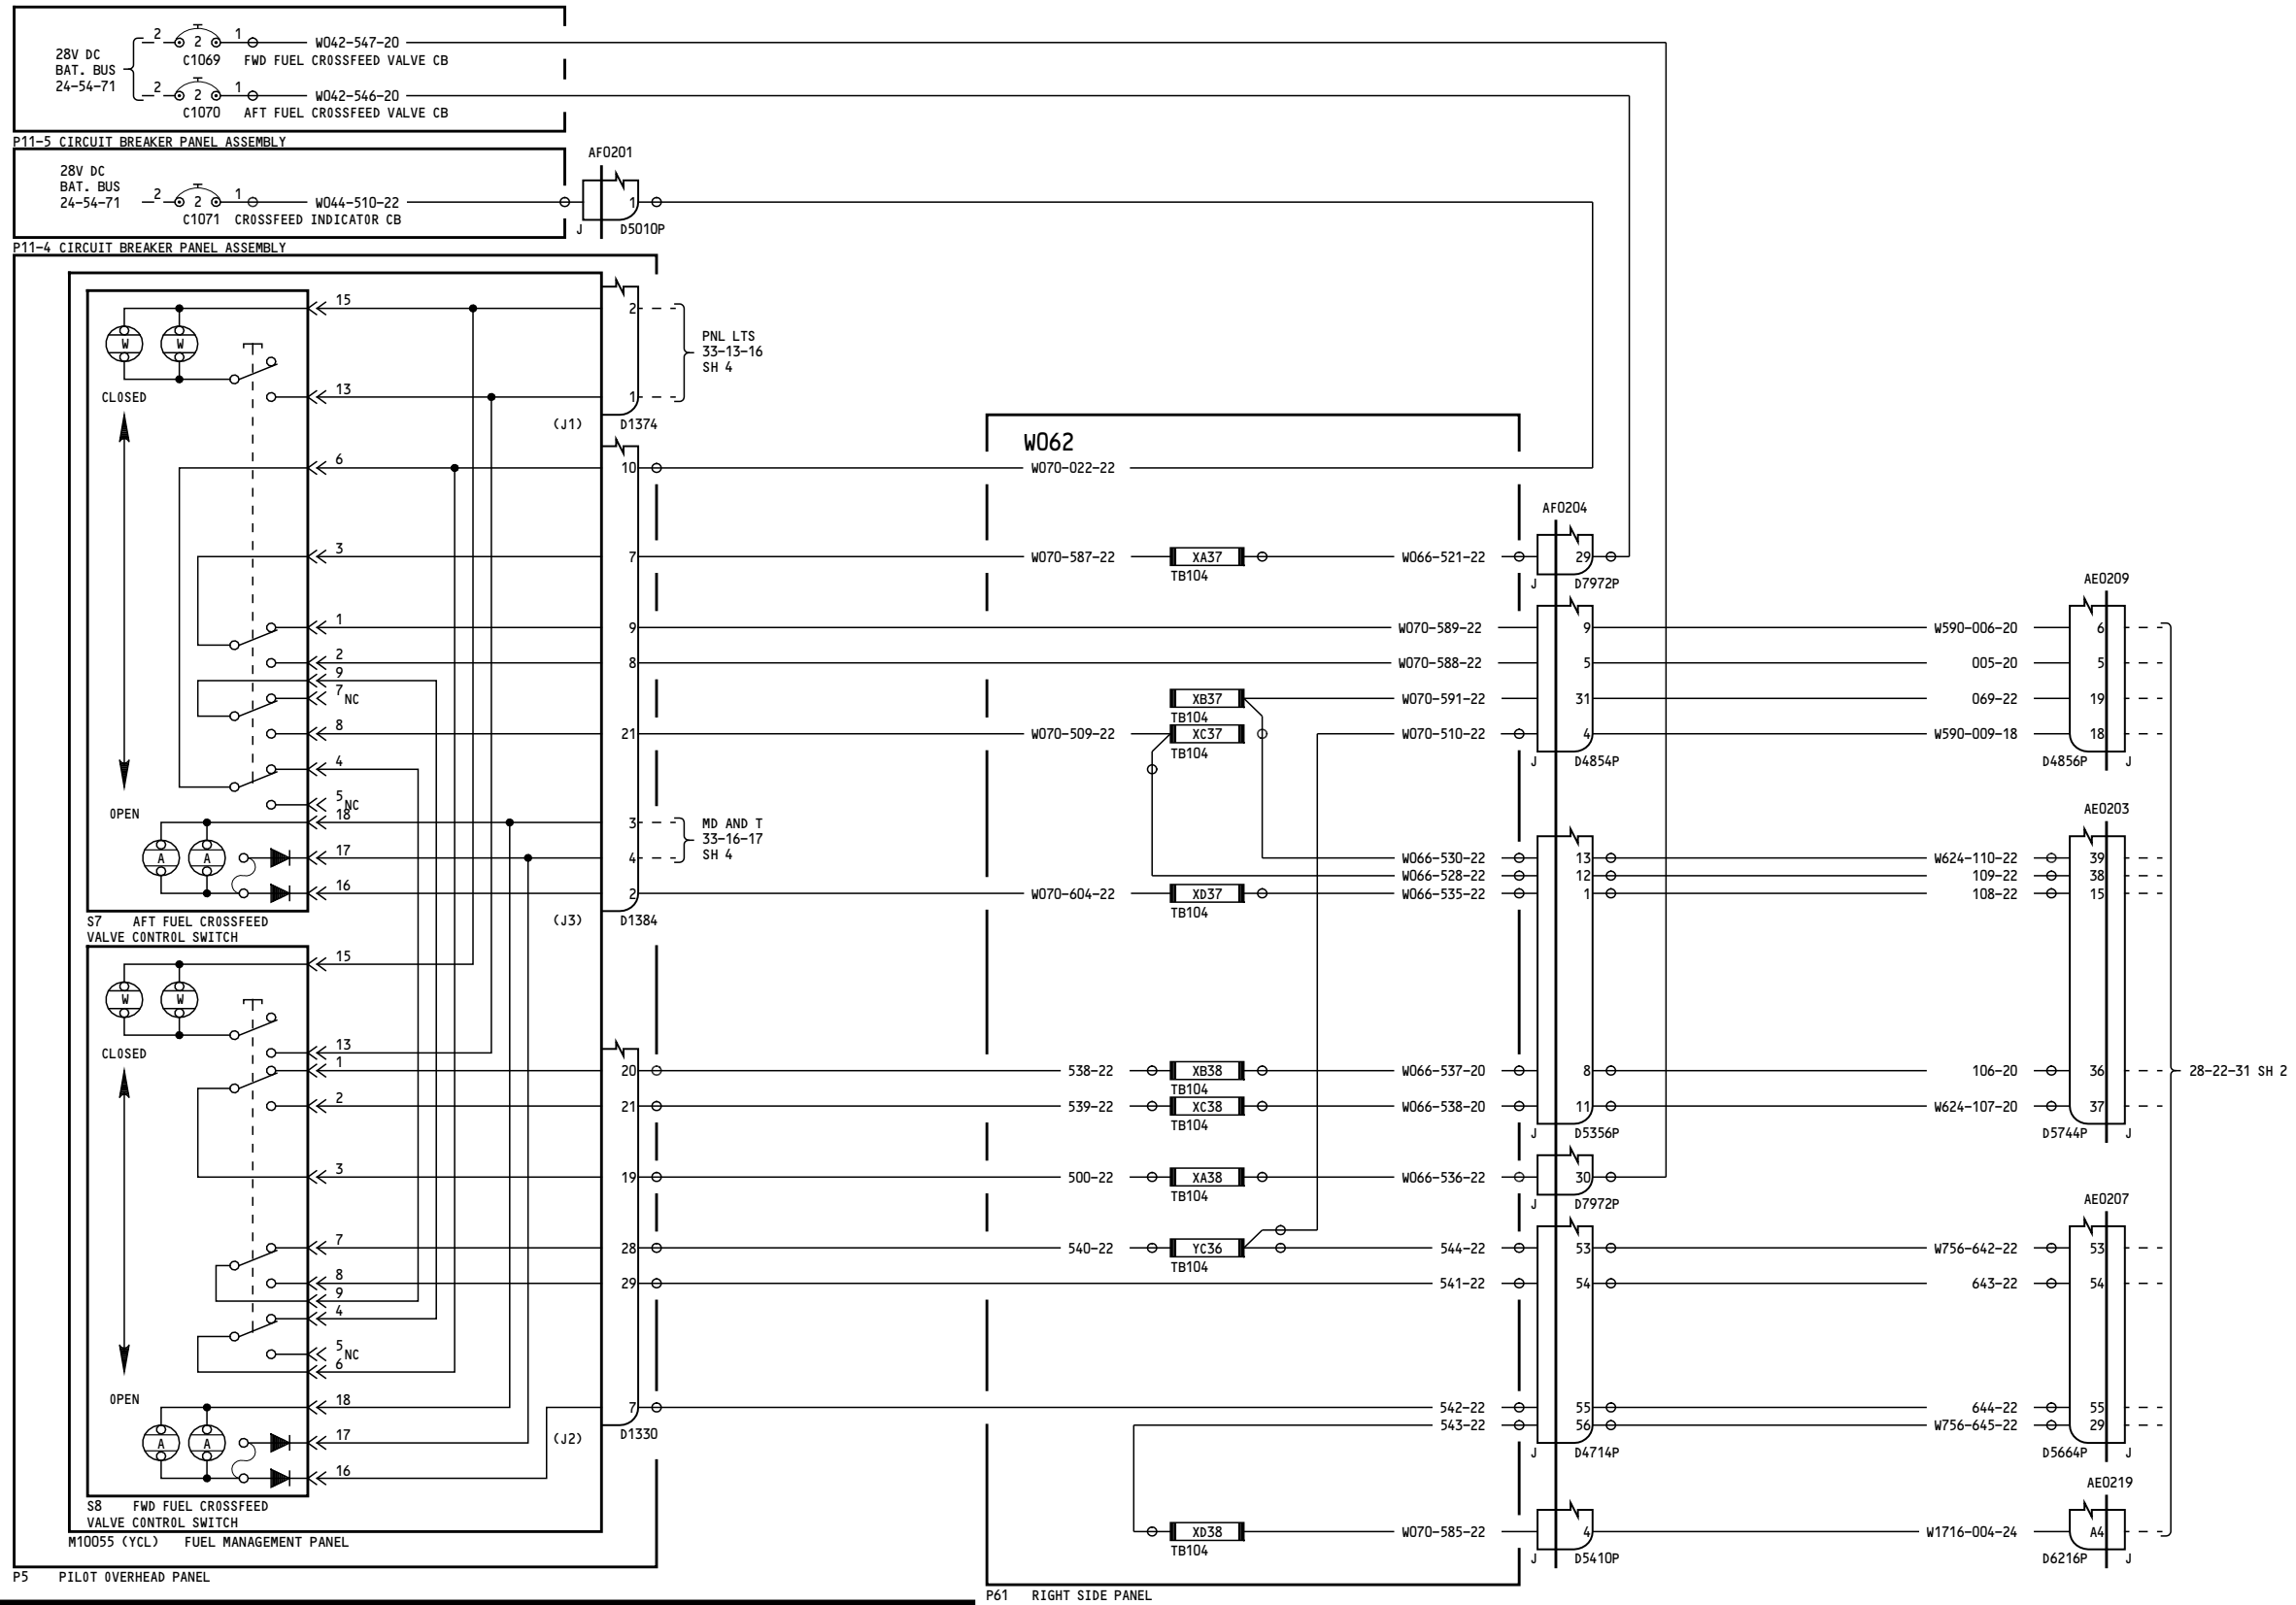 2
2
1
W042-547-20
28V DC
BAT. BUS
24-54-71
C1069
FWD FUEL CROSSFEED VALVE CB
2
2
1
W042-546-20
C1070
AFT FUEL CROSSFEED VALVE CB
P11-5 CIRCUIT BREAKER PANEL ASSEMBLY
28V DC
BAT. BUS
24-54-71
2
2
1
W044-510-22
C1071
CROSSFEED INDICATOR CB
AF0201
1
J
D5010P
P11-4 CIRCUIT BREAKER PANEL ASSEMBLY
15
W
W
13
CLOSED
6
3
1
2
9
7
NC
8
4
5
NC
OPEN
18
A
A
17
16
S7
AFT FUEL CROSSFEED
VALVE CONTROL SWITCH
2
1
PNL LTS
33-13-16
SH 4
(J1)
D1374
10
7
9
8
21
3
4
2
MD AND T
33-16-17
SH 4
(J3)
D1384
15
W
W
CLOSED
13
1
2
3
7
8
9
4
5
NC
6
OPEN
18
A
A
17
16
S8
FWD FUEL CROSSFEED
VALVE CONTROL SWITCH
20
21
19
28
29
7
(J2)
D1330
M10055 (YCL)
FUEL MANAGEMENT PANEL
P5
PILOT OVERHEAD PANEL
W062
W070-022-22
W070-587-22
XA37
TB104
W066-521-22
W070-589-22
W070-588-22
XB37
TB104
W070-591-22
W070-509-22
XC37
TB104
W070-510-22
W066-530-22
W066-528-22
W070-604-22
XD37
TB104
W066-535-22
538-22
XB38
TB104
W066-537-20
539-22
XC38
TB104
W066-538-20
500-22
XA38
TB104
W066-536-22
540-22
YC36
TB104
544-22
541-22
542-22
543-22
XD38
TB104
W070-585-22
P61
RIGHT SIDE PANEL
AF0204
29
J
D7972P
9
5
31
4
J
D4854P
13
12
1
8
11
J
D5356P
30
J
D7972P
53
54
55
56
J
D4714P
4
J
D5410P
W590-006-20
005-20
069-22
W590-009-18
W624-110-22
109-22
108-22
106-20
W624-107-20
W756-642-22
643-22
644-22
W756-645-22
W1716-004-24
AE0209
6
5
19
18
D4856P
J
AE0203
39
38
15
36
37
D5744P
J
AE0207
53
54
55
29
D5664P
J
AE0219
A4
D6216P
J
28-22-31 SH 2